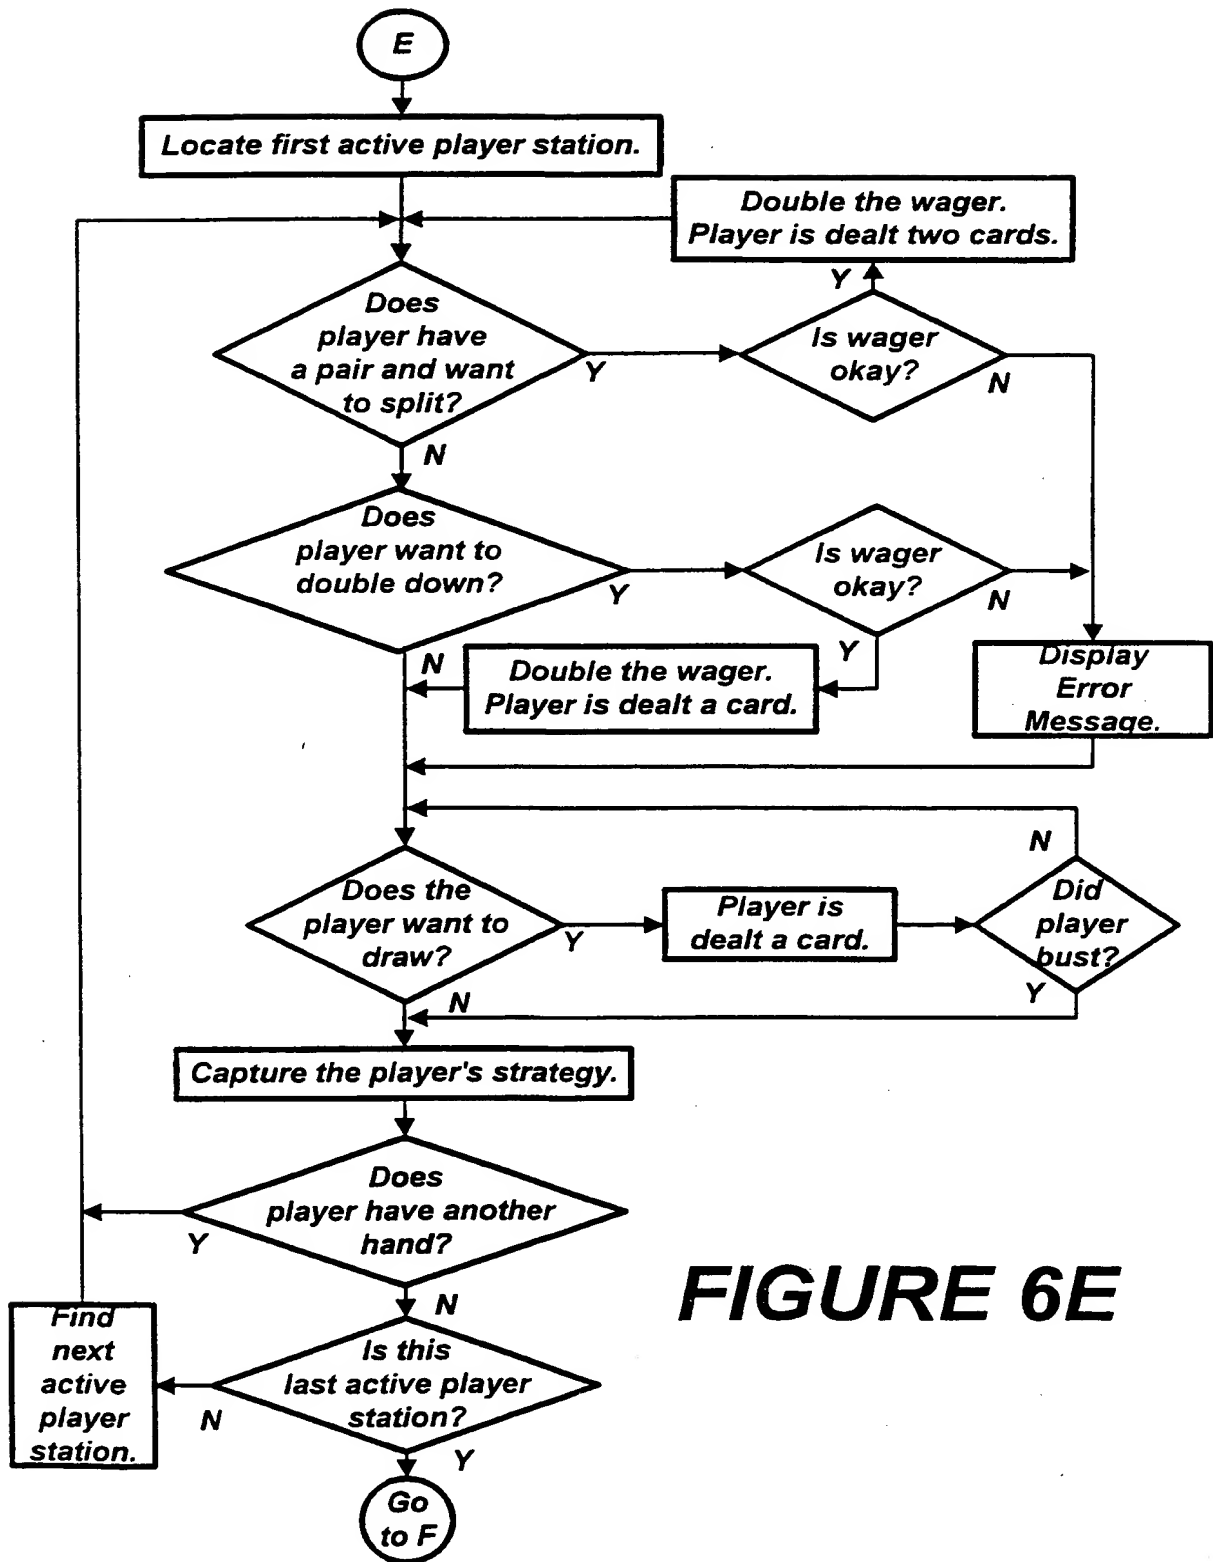 E
Locate first active player station.
Double the wager.
Player is dealt two cards.
Y
Does
player have
a pair and want
to split?
Y
Is wager
okay?
N
N
Does
player want to
double down?
Y
Is wager
okay?
N
Y
N
Double the wager.
Player is dealt a card.
Display
Error
Message.
N
Does the
player want to
draw?
Y
Player is
dealt a card.
Did
player
bust?
Y
N
Capture the player's strategy.
Does
player have another
hand?
Y
N
FIGURE 6E
Find
next
active
player
station.
Is this
last active player
station?
N
Y
Go
to F